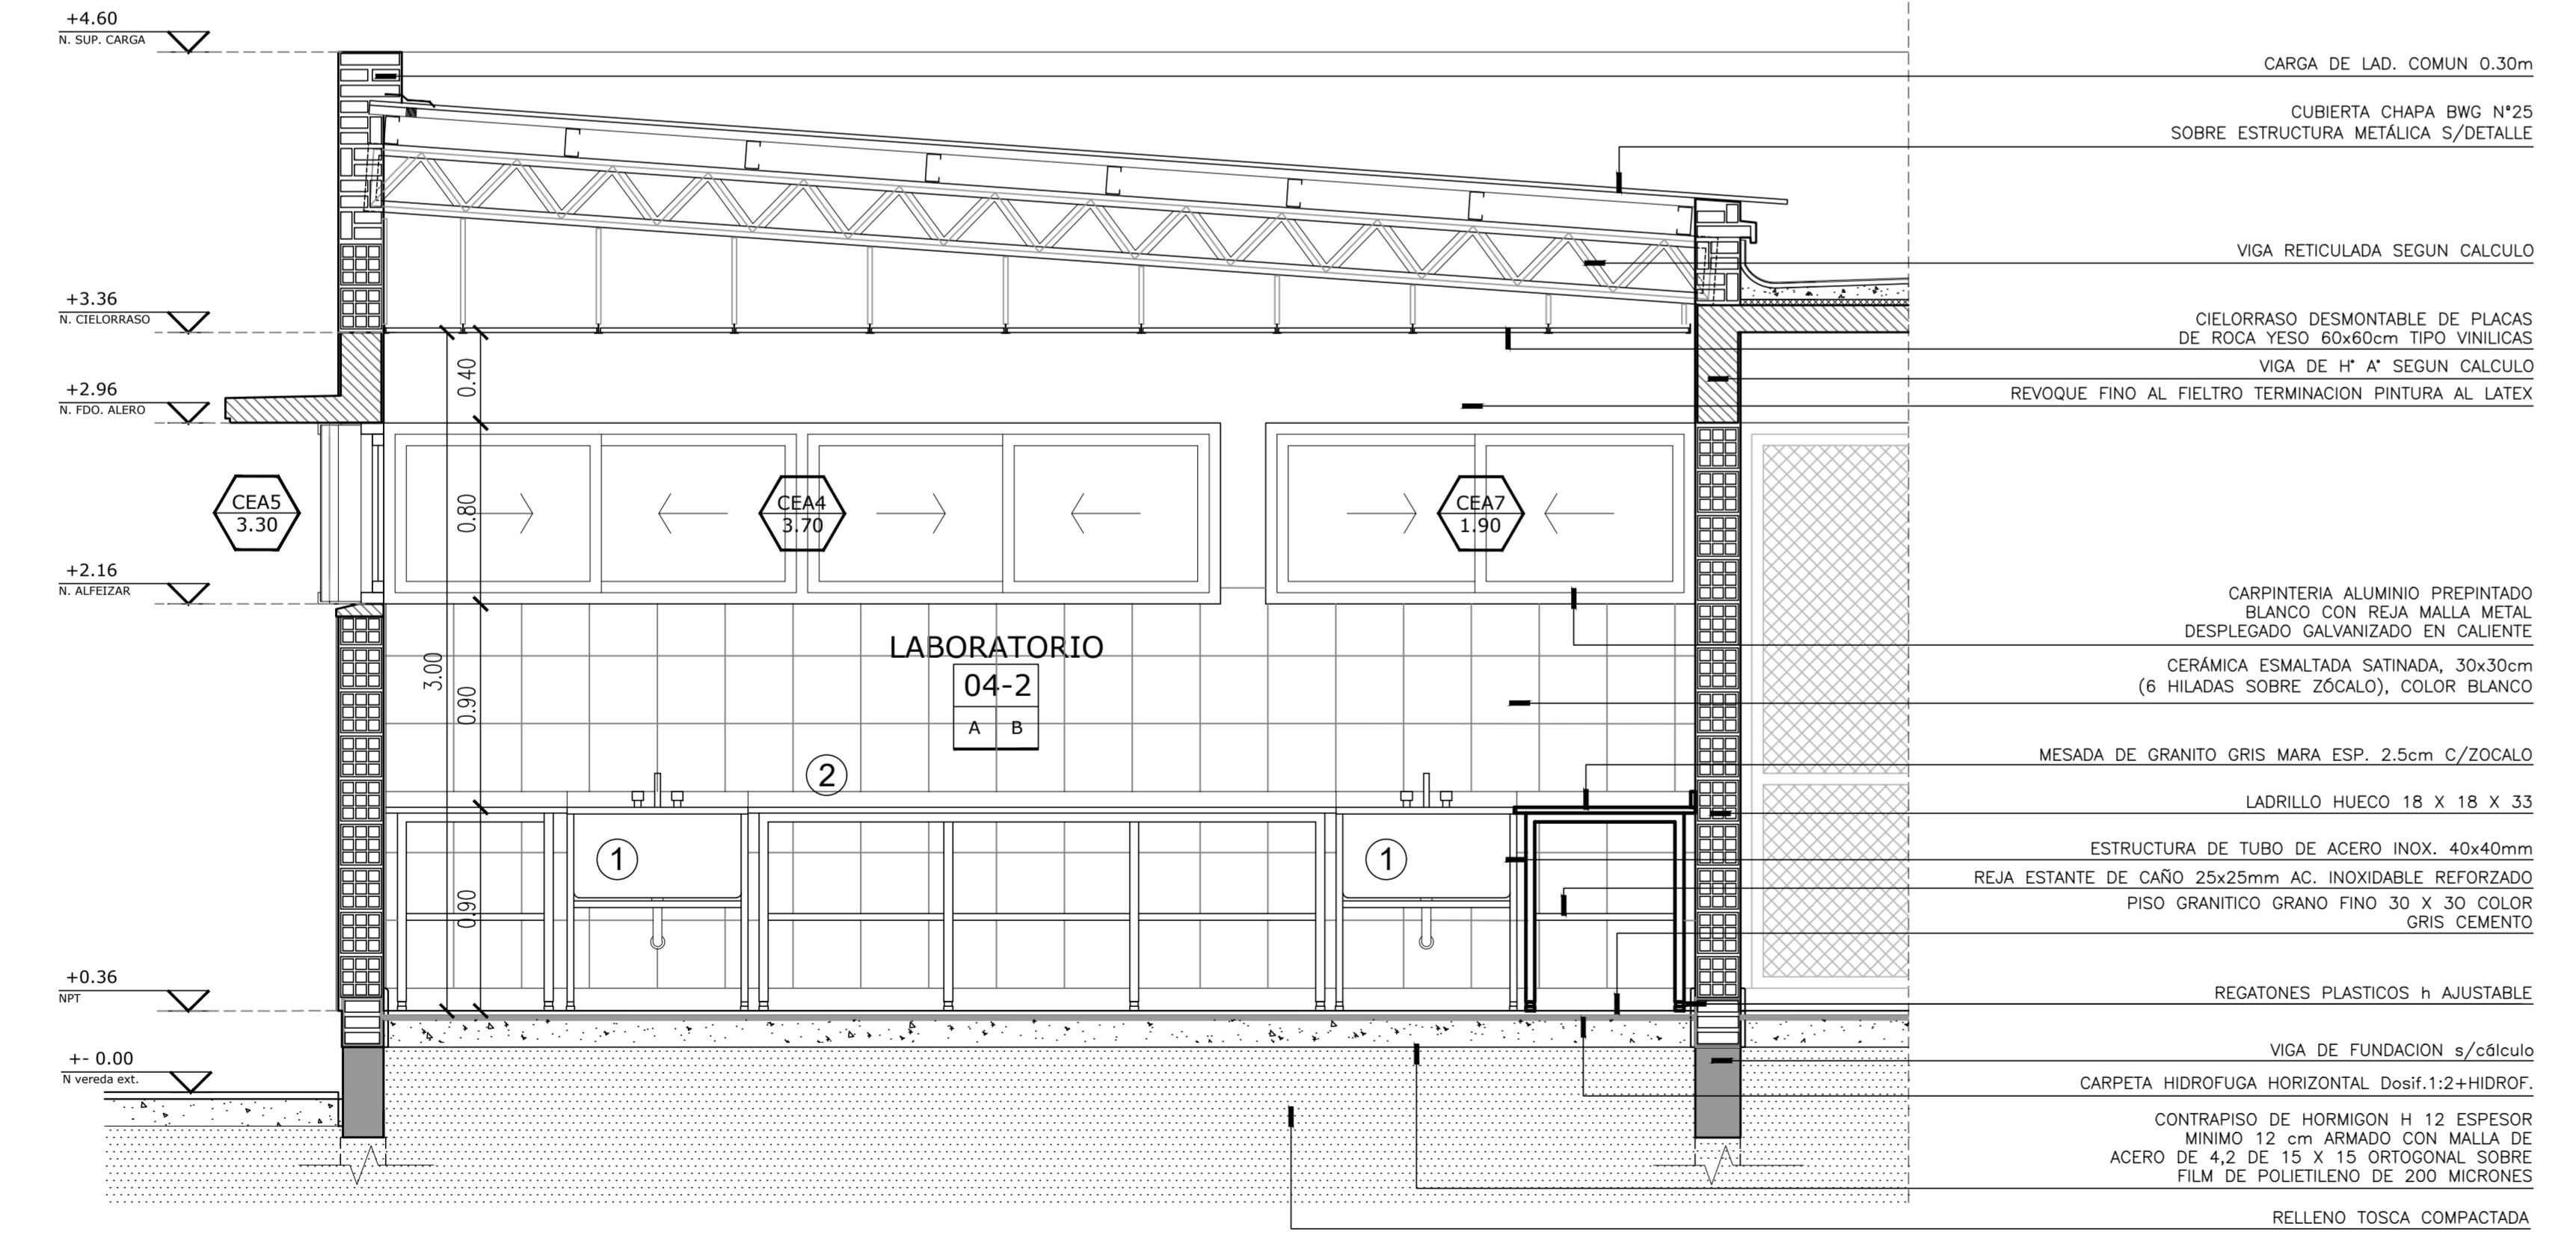 +4.60
N. SUP. CARGA
+3.36
N. CIELORRASO
+2.96
N. FDO. ALERO
CEA5
3.30
+2.16
N. ALFEIZAR
+0.36
NPT
+- 0.00
N vereda ext.
0.40
0.80
3.00
0.90
0.90
CEA4
3.70
CEA7
1.90
LABORATORIO
04-2
A B
2
1
1
CARGA DE LAD. COMUN 0.30m
CUBIERTA CHAPA BWG N°25
SOBRE ESTRUCTURA METÁLICA S/DETALLE
VIGA RETICULADA SEGUN CALCULO
CIELORRASO DESMONTABLE DE PLACAS
DE ROCA YESO 60x60cm TIPO VINILICAS
VIGA DE H° A° SEGUN CALCULO
REVOQUE FINO AL FIELTRO TERMINACION PINTURA AL LATEX
CARPINTERIA ALUMINIO PREPINTADO
BLANCO CON REJA MALLA METAL
DESPLEGADO GALVANIZADO EN CALIENTE
CERÁMICA ESMALTADA SATINADA, 30x30cm
(6 HILADAS SOBRE ZÓCALO), COLOR BLANCO
MESADA DE GRANITO GRIS MARA ESP. 2.5cm C/ZOCALO
LADRILLO HUECO 18 X 18 X 33
ESTRUCTURA DE TUBO DE ACERO INOX. 40x40mm
REJA ESTANTE DE CAÑO 25x25mm AC. INOXIDABLE REFORZADO
PISO GRANITICO GRANO FINO 30 X 30 COLOR
GRIS CEMENTO
REGATONES PLASTICOS h AJUSTABLE
VIGA DE FUNDACION s/cálculo
CARPETA HIDROFUGA HORIZONTAL Dosif.1:2+HIDROF.
CONTRAPISO DE HORMIGON H 12 ESPESOR
MINIMO 12 cm ARMADO CON MALLA DE
ACERO DE 4,2 DE 15 X 15 ORTOGONAL SOBRE
FILM DE POLIETILENO DE 200 MICRONES
RELLENO TOSCA COMPACTADA